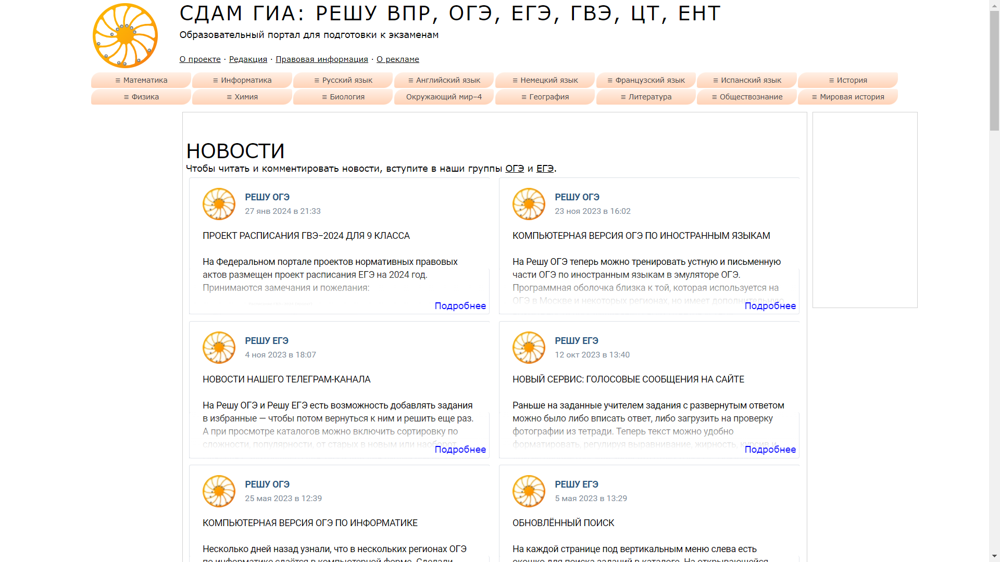 СДАМ ГИА: РЕШУ ВПР, ОГЭ, ЕГЭ, ГВЭ, ЦТ, ЕНТ
Образовательный портал для подготовки к экзаменам
О проекте · Редакция · Правовая информация · О рекламе
≡ Математика ≡ Информатика ≡ Русский язык ≡ Английский язык ≡ Немецкий язык ≡ Французский язык ≡ Испанский язык ≡ История
≡ Физика ≡ Химия ≡ Биология Окружающий мир–4 ≡ География ≡ Литература ≡ Обществознание ≡ Мировая история
НОВОСТИ
Чтобы читать и комментировать новости, вступите в наши группы ОГЭ и ЕГЭ.
РЕШУ ОГЭ
27 янв 2024 в 21:33
ПРОЕКТ РАСПИСАНИЯ ГВЭ–2024 ДЛЯ 9 КЛАССА
На Федеральном портале проектов нормативных правовых
актов размещен проект расписания ЕГЭ на 2024 год.
Принимаются замечания и пожелания:
Подробнее
РЕШУ ОГЭ
23 ноя 2023 в 16:02
КОМПЬЮТЕРНАЯ ВЕРСИЯ ОГЭ ПО ИНОСТРАННЫМ ЯЗЫКАМ
На Решу ОГЭ теперь можно тренировать устную и письменную
части ОГЭ по иностранным языкам в эмуляторе ОГЭ.
Программная оболочка близка к той, которая используется на
ОГЭ в Москве и некоторых регионах, но имеет дополнительную
Подробнее
РЕШУ ЕГЭ
4 ноя 2023 в 18:07
НОВОСТИ НАШЕГО ТЕЛЕГРАМ-КАНАЛА
На Решу ОГЭ и Решу ЕГЭ есть возможность добавлять задания
в избранные — чтобы потом вернуться к ним и решить еще раз.
А при просмотре каталогов можно включить сортировку по
сложности, популярности, от старых в новым или наоборот
Подробнее
РЕШУ ЕГЭ
12 окт 2023 в 13:40
НОВЫЙ СЕРВИС: ГОЛОСОВЫЕ СООБЩЕНИЯ НА САЙТЕ
Раньше на заданные учителем задания с развернутым ответом
можно было либо вписать ответ, либо загрузить на проверку
фотографии из тетради. Теперь текст можно удобно
форматировать, регулируя выравнивание, жирность, курсив и
Подробнее
РЕШУ ОГЭ
25 мая 2023 в 12:39
КОМПЬЮТЕРНАЯ ВЕРСИЯ ОГЭ ПО ИНФОРМАТИКЕ
Несколько дней назад узнали, что в нескольких регионах ОГЭ
по информатике сдаётся в компьютерной форме. Сделали
РЕШУ ЕГЭ
5 мая 2023 в 13:29
ОБНОВЛЁННЫЙ ПОИСК
На каждой странице под вертикальным меню слева есть
окошко для поиска заданий в каталоге. На открывающейся